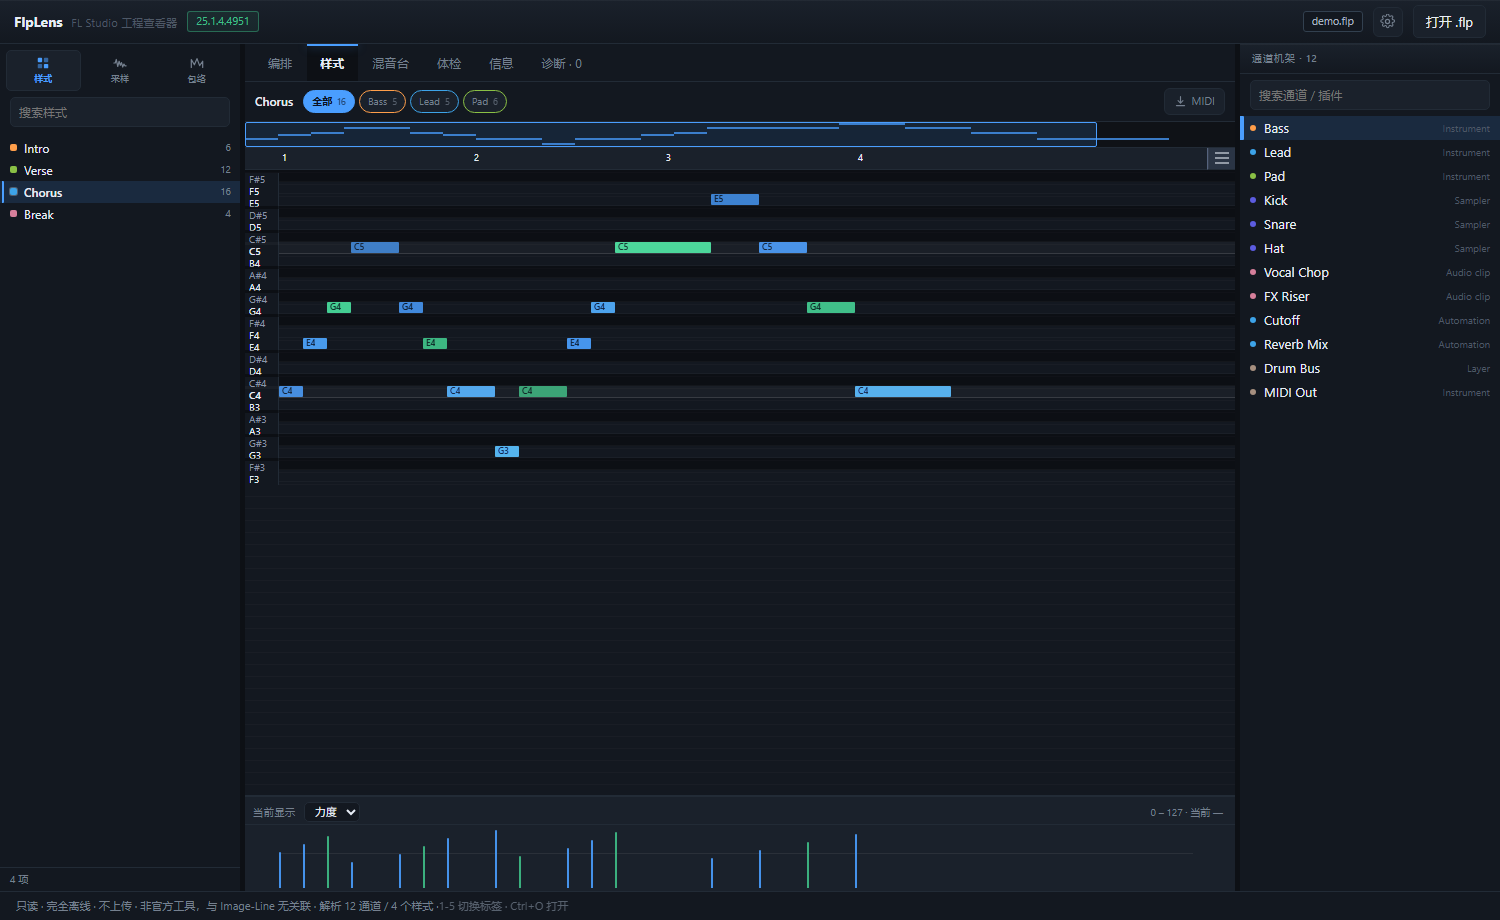 FlpLens FL Studio 工程查看器 25.1.4.4951 demo.flp 打开 .flp
样式 采样 包络
搜索样式
Intro 6
Verse 12
Chorus 16
Break 4
4 项
编排 样式 混音台 体检 信息 诊断 · 0
Chorus 全部 16 Bass 5 Lead 5 Pad 6 MIDI
1 2 3 4
F#5
F5
E5 E5
D#5
D5
C#5
C5 C5 C5 C5
B4
A#4
A4
G#4
G4 G4 G4 G4 G4
F#4
F4
E4 E4 E4 E4
D#4
D4
C#4
C4 C4 C4 C4 C4
B3
A#3
A3
G#3
G3 G3
F#3
F3
当前显示 力度 0 – 127 · 当前 —
通道机架 · 12
搜索通道 / 插件
Bass Instrument
Lead Instrument
Pad Instrument
Kick Sampler
Snare Sampler
Hat Sampler
Vocal Chop Audio clip
FX Riser Audio clip
Cutoff Automation
Reverb Mix Automation
Drum Bus Layer
MIDI Out Instrument
只读 · 完全离线 · 不上传 · 非官方工具，与 Image-Line 无关联 · 解析 12 通道 / 4 个样式 ·1-5 切换标签 · Ctrl+O 打开